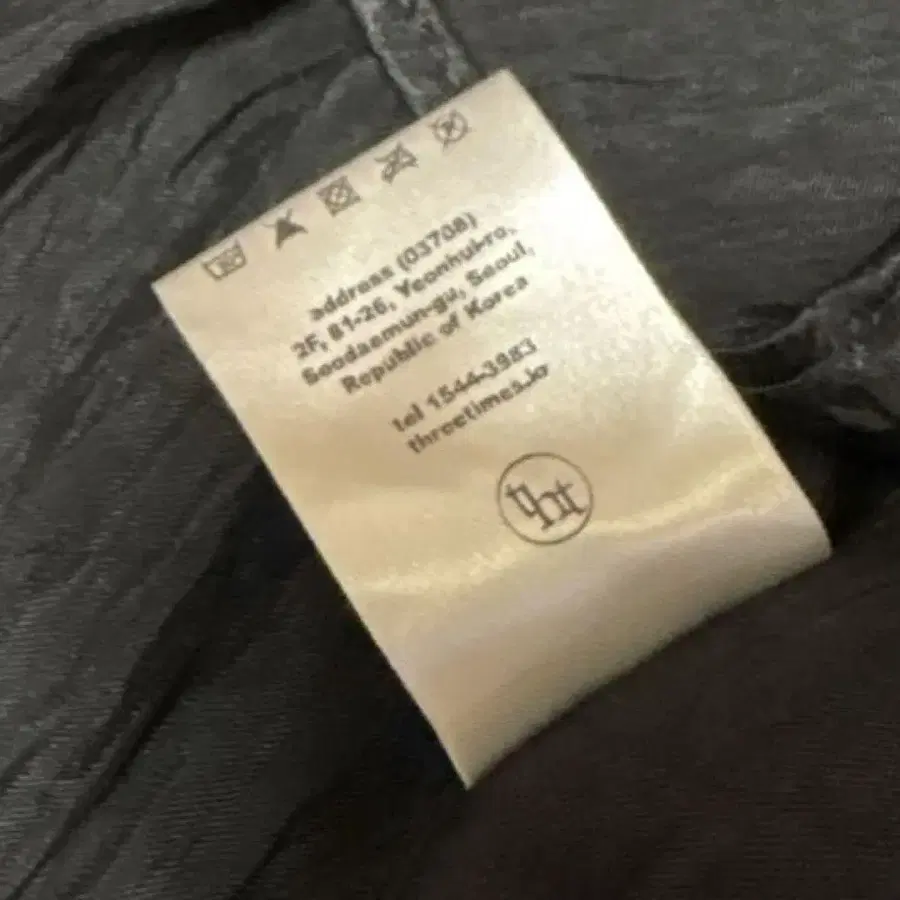 address (03708)
2F, 81-26, Yeonhui-ro,
Seodaemun-gu, Seoul,
Republic of Korea
tel 1544-3983
threetimes.kr
tht